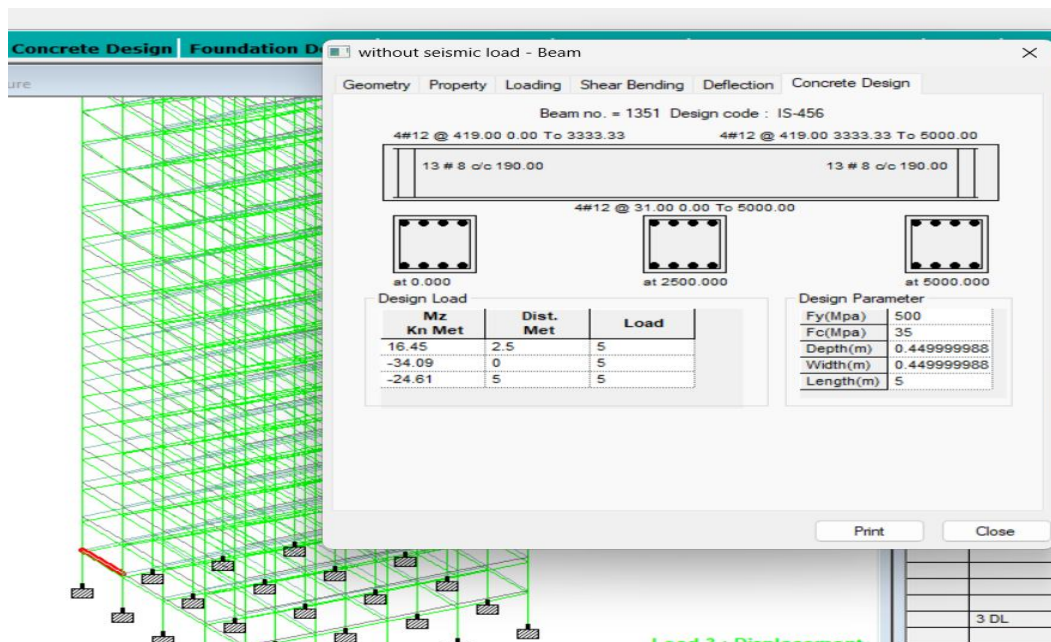 Concrete Design Foundation D
ure
without seismic load - Beam
Geometry Property Loading Shear Bending Deflection Concrete Design
Beam no. = 1351 Design code : IS-456
4#12 @ 419.00 0.00 To 3333.33 4#12 @ 419.00 3333.33 To 5000.00
13 # 8 c/c 190.00 13 # 8 c/c 190.00
4#12 @ 31.00 0.00 To 5000.00
at 0.000 at 2500.000 at 5000.000
Design Load
Mz Kn Met Dist. Met Load
16.45 2.5 5
-34.09 0 5
-24.61 5 5
Design Parameter
Fy(Mpa) 500
Fc(Mpa) 35
Depth(m) 0.449999988
Width(m) 0.449999988
Length(m) 5
Print Close
3 DL
Load 3 : Displacement